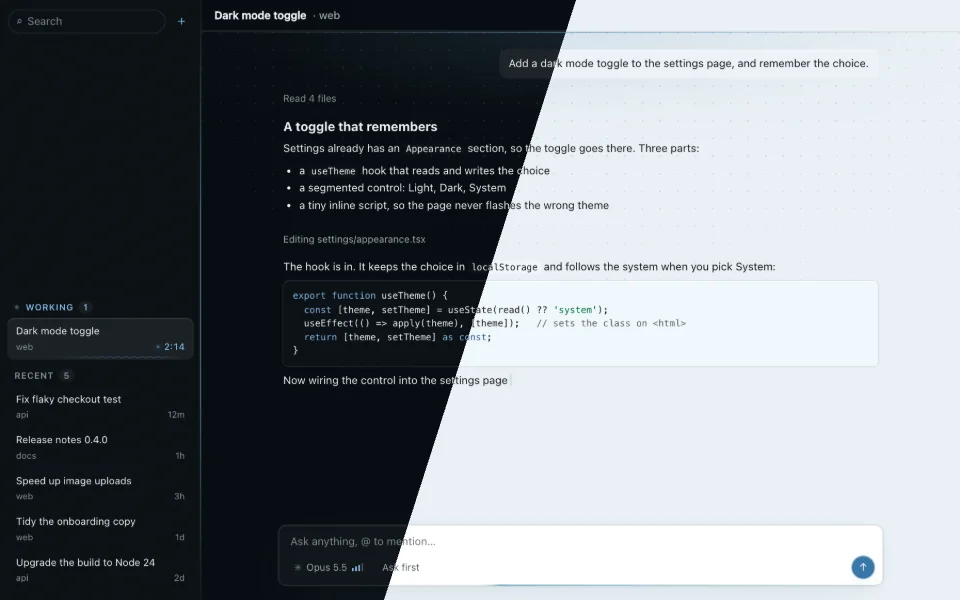 Search
+
Dark mode toggle · web
Add a dark mode toggle to the settings page, and remember the choice.
Read 4 files
A toggle that remembers
Settings already has an Appearance section, so the toggle goes there. Three parts:
• a useTheme hook that reads and writes the choice
• a segmented control: Light, Dark, System
• a tiny inline script, so the page never flashes the wrong theme
Editing settings/appearance.tsx
The hook is in. It keeps the choice in localStorage and follows the system when you pick System:
export function useTheme() {
const [theme, setTheme] = useState(read() ?? 'system');
useEffect(() => apply(theme), [theme]); // sets the class on <html>
return [theme, setTheme] as const;
}
Now wiring the control into the settings page
WORKING 1
Dark mode toggle
web 2:14
RECENT 5
Fix flaky checkout test
api 12m
Release notes 0.4.0
docs 1h
Speed up image uploads
web 3h
Tidy the onboarding copy
web 1d
Upgrade the build to Node 24
api 2d
Ask anything, @ to mention...
Opus 5.5 Ask first